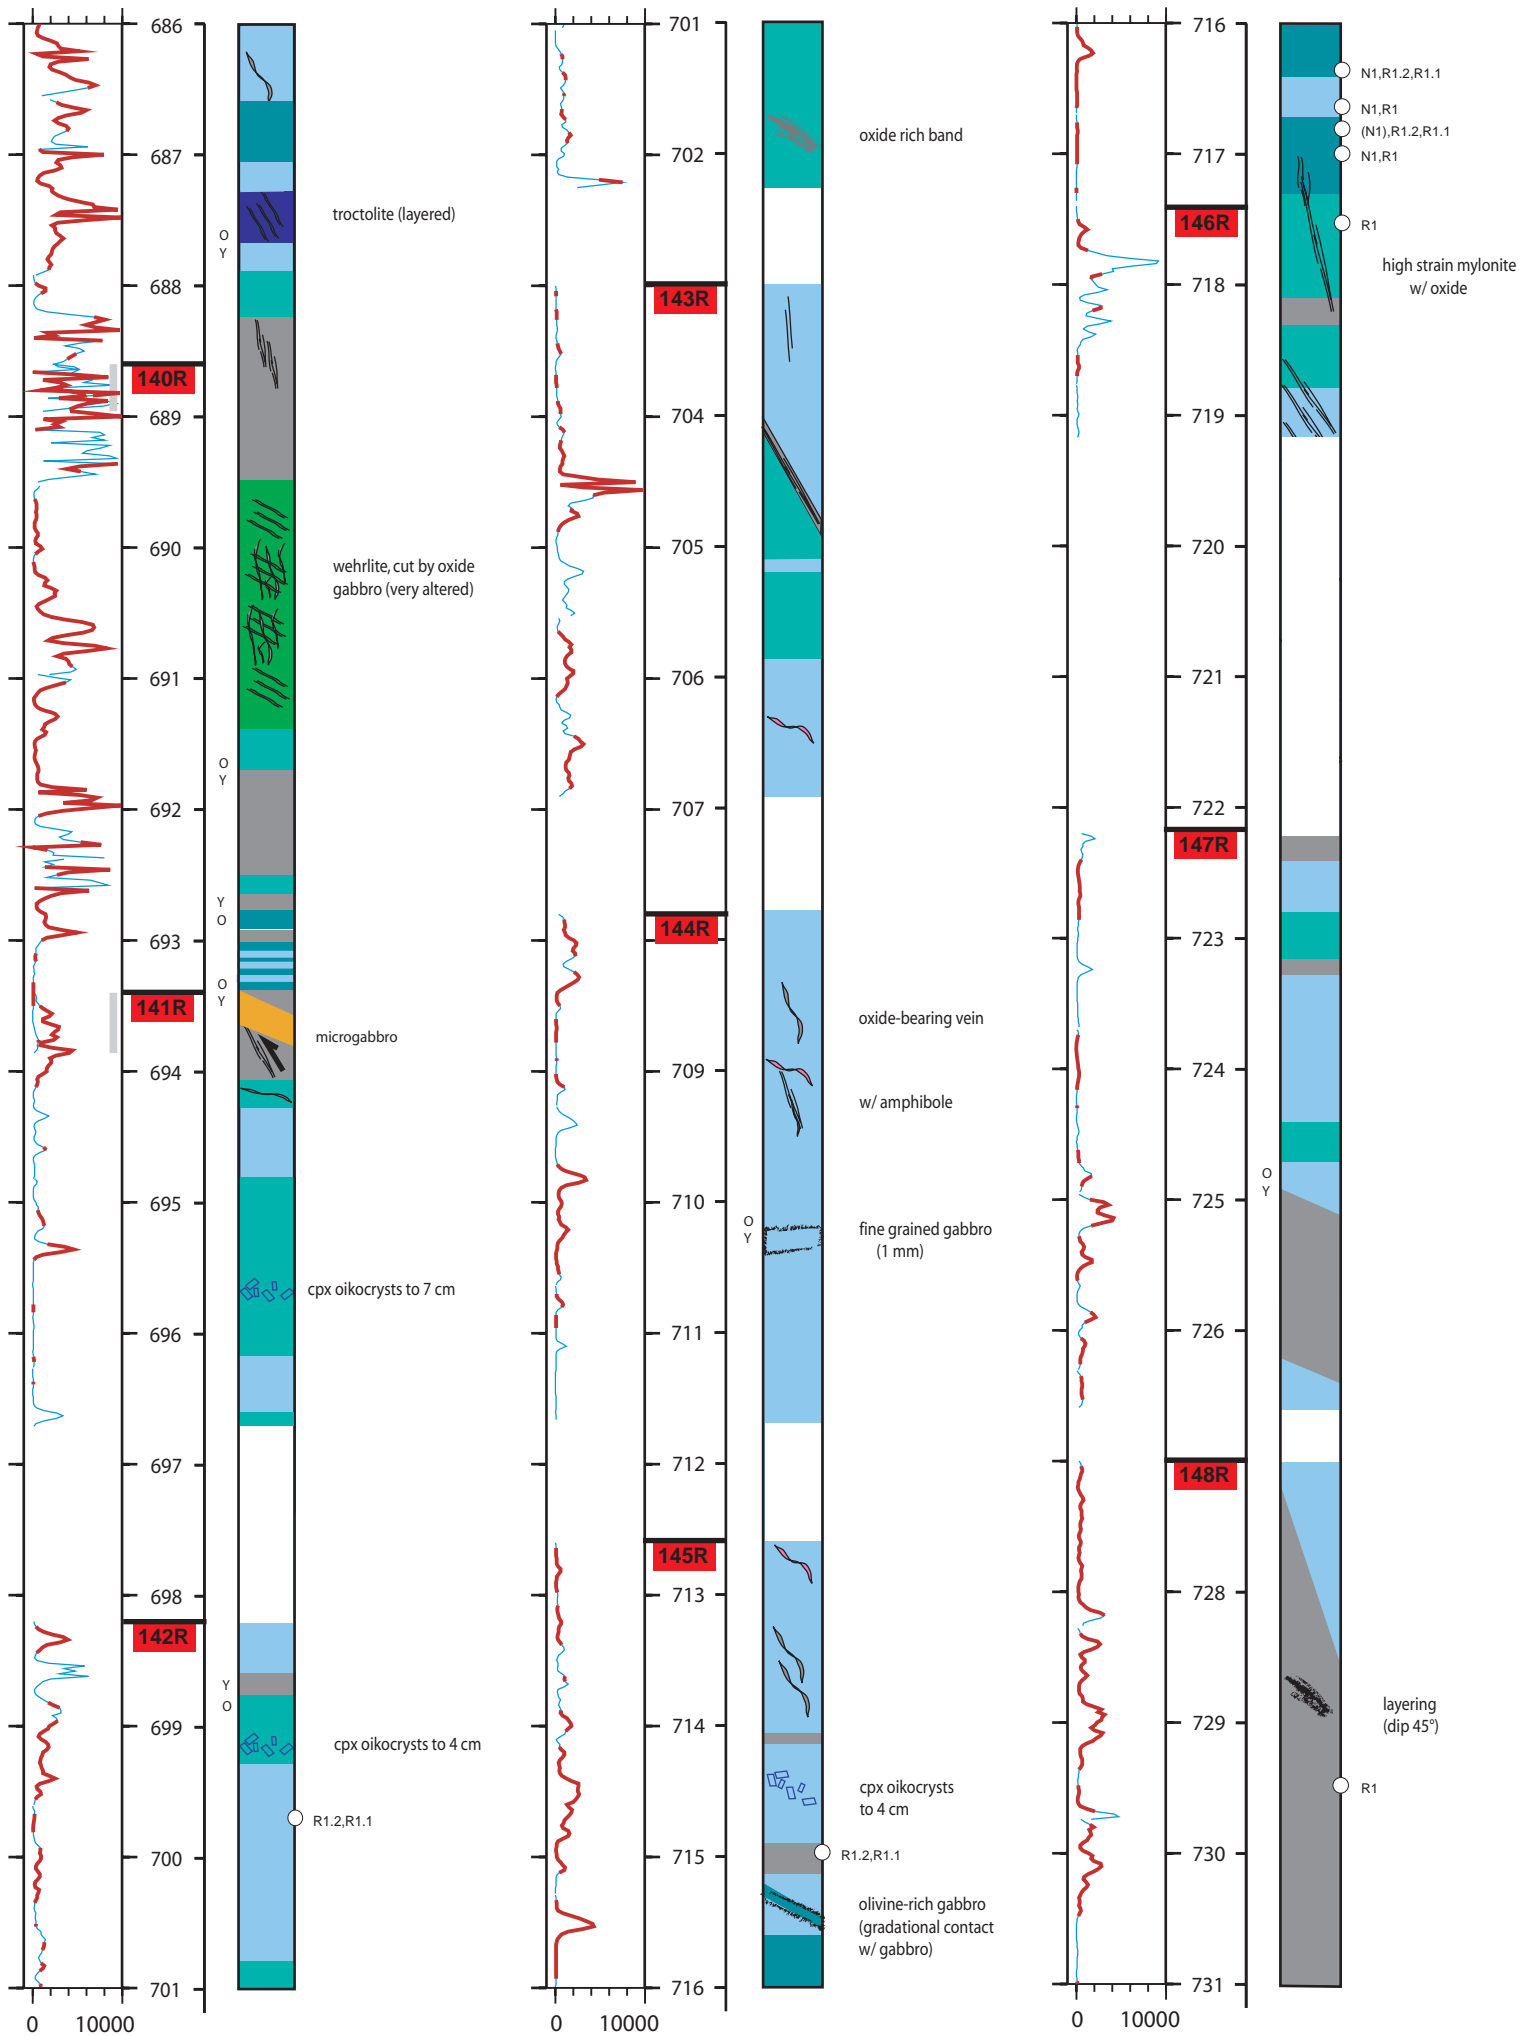 686
687
troctolite (layered)
O
Y
688
140R
689
690
wehrlite, cut by oxide
gabbro (very altered)
691
O
Y
692
Y
O
693
O
Y
141R
microgabbro
694
695
cpx oikocrysts to 7 cm
696
697
698
142R
Y
O
699
cpx oikocrysts to 4 cm
R1.2,R1.1
700
701
0 10000
701
oxide rich band
702
143R
704
705
706
707
144R
oxide-bearing vein
709
w/ amphibole
710
O
Y
fine grained gabbro
(1 mm)
711
712
145R
713
714
cpx oikocrysts
to 4 cm
715
R1.2,R1.1
olivine-rich gabbro
(gradational contact
w/ gabbro)
716
0 10000
716
N1,R1.2,R1.1
N1,R1
(N1),R1.2,R1.1
717
N1,R1
146R
R1
high strain mylonite
w/ oxide
718
719
720
721
722
147R
723
724
O
Y
725
726
148R
728
layering
(dip 45°)
729
R1
730
731
0 10000